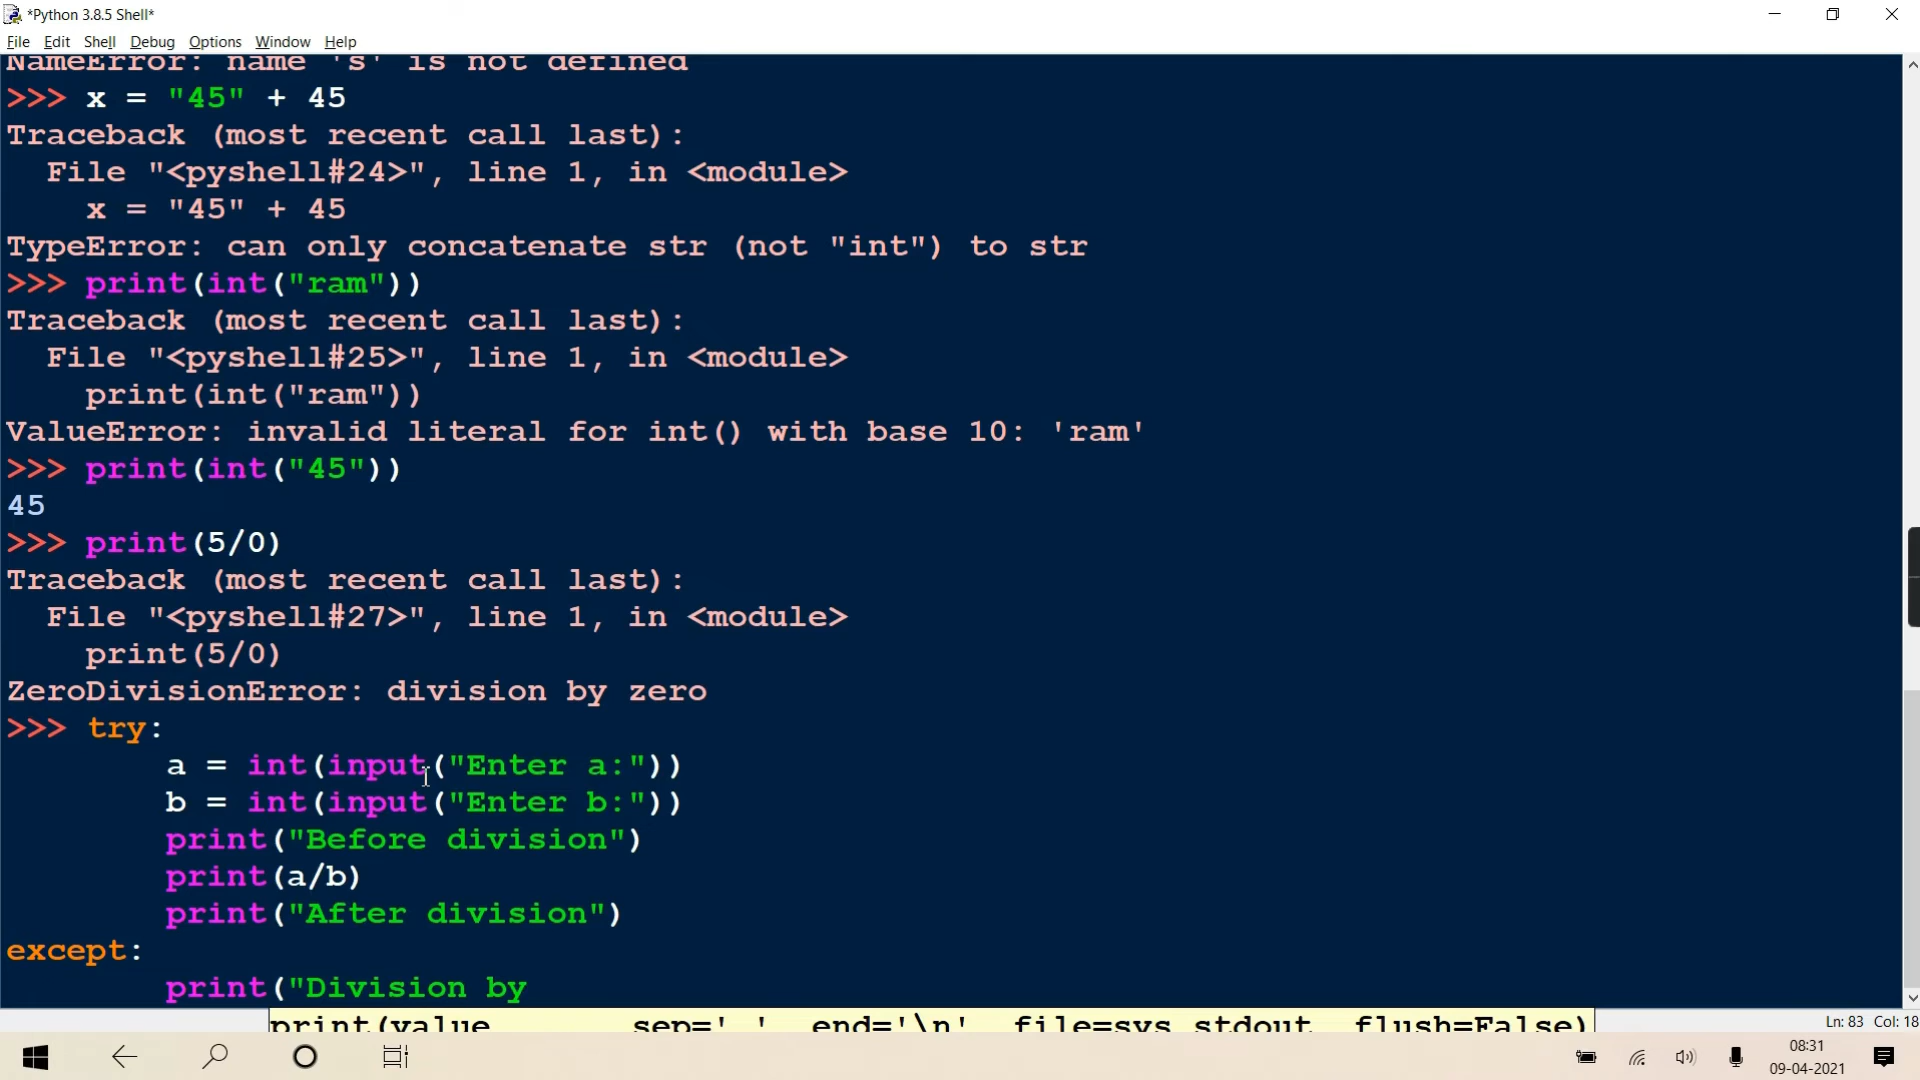 *Python 3.8.5 Shell*
File Edit Shell Debug Options Window Help
NameError: name 's' is not defined
>>> x = "45" + 45
Traceback (most recent call last):
  File "<pyshell#24>", line 1, in <module>
    x = "45" + 45
TypeError: can only concatenate str (not "int") to str
>>> print(int("ram"))
Traceback (most recent call last):
  File "<pyshell#25>", line 1, in <module>
    print(int("ram"))
ValueError: invalid literal for int() with base 10: 'ram'
>>> print(int("45"))
45
>>> print(5/0)
Traceback (most recent call last):
  File "<pyshell#27>", line 1, in <module>
    print(5/0)
ZeroDivisionError: division by zero
>>> try:
        a = int(input("Enter a:"))
        b = int(input("Enter b:"))
        print("Before division")
        print(a/b)
        print("After division")
except:
        print("Division by
print(value, ..., sep=' ', end='\n', file=sys.stdout, flush=False)
Ln: 83 Col: 18
08:31
09-04-2021